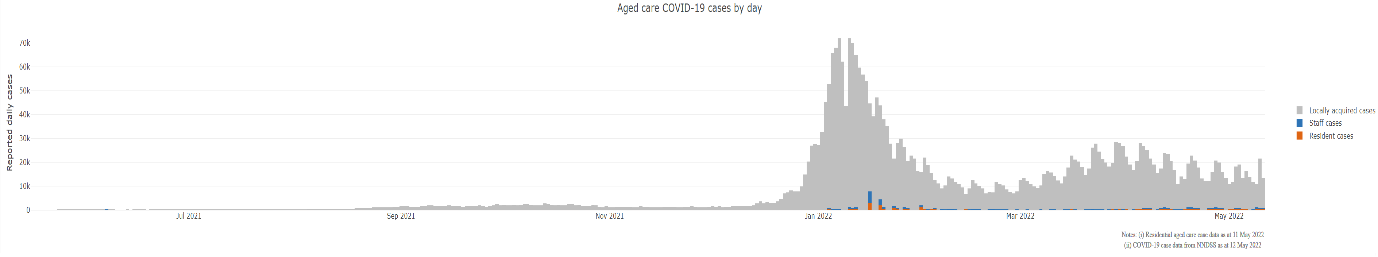 Aged care COVID-19 cases by day
Reported daily cases
70k
60k
50k
40k
30k
20k
10k
0
Jul 2021
Sep 2021
Nov 2021
Jan 2022
Mar 2022
May 2022
Locally acquired cases
Staff cases
Resident cases
Notes: (i) Residential aged care case data as at 11 May 2022
(ii) COVID-19 case data from NNDSS as at 12 May 2022